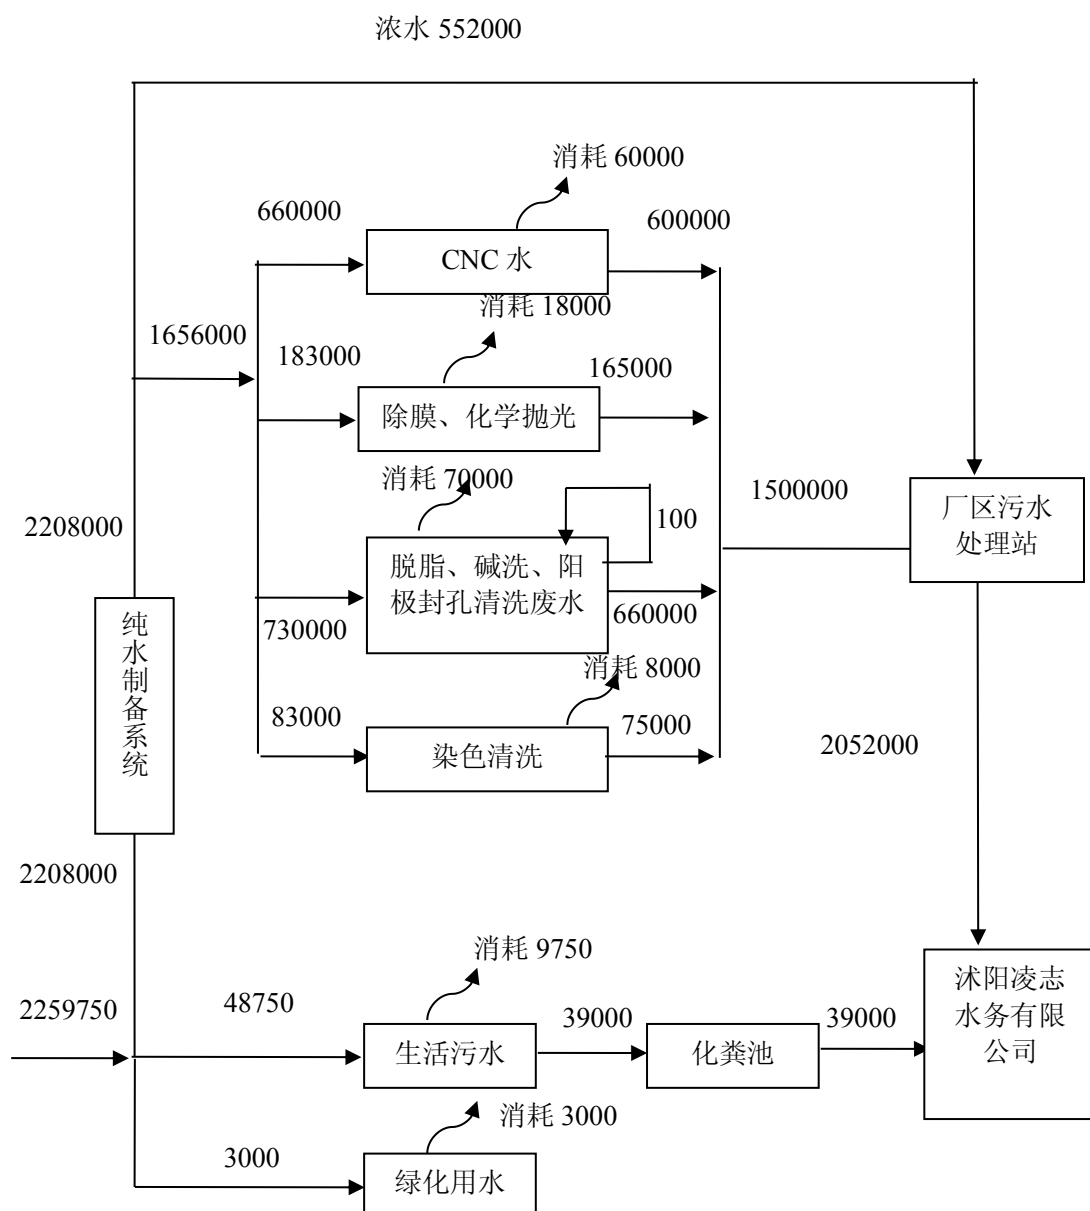 浓水 552000
消耗 60000
660000
600000
CNC 水
消耗 18000
1656000
183000
165000
除膜、化学抛光
消耗 70000
1500000
100
2208000
厂区污水
处理站
脱脂、碱洗、阳
极封孔清洗废水
730000
660000
纯水制备系统
消耗 8000
83000
75000
染色清洗
2052000
2208000
消耗 9750
2259750
48750
39000
39000
沭阳凌志
水务有限
公司
生活污水
化粪池
消耗 3000
3000
绿化用水